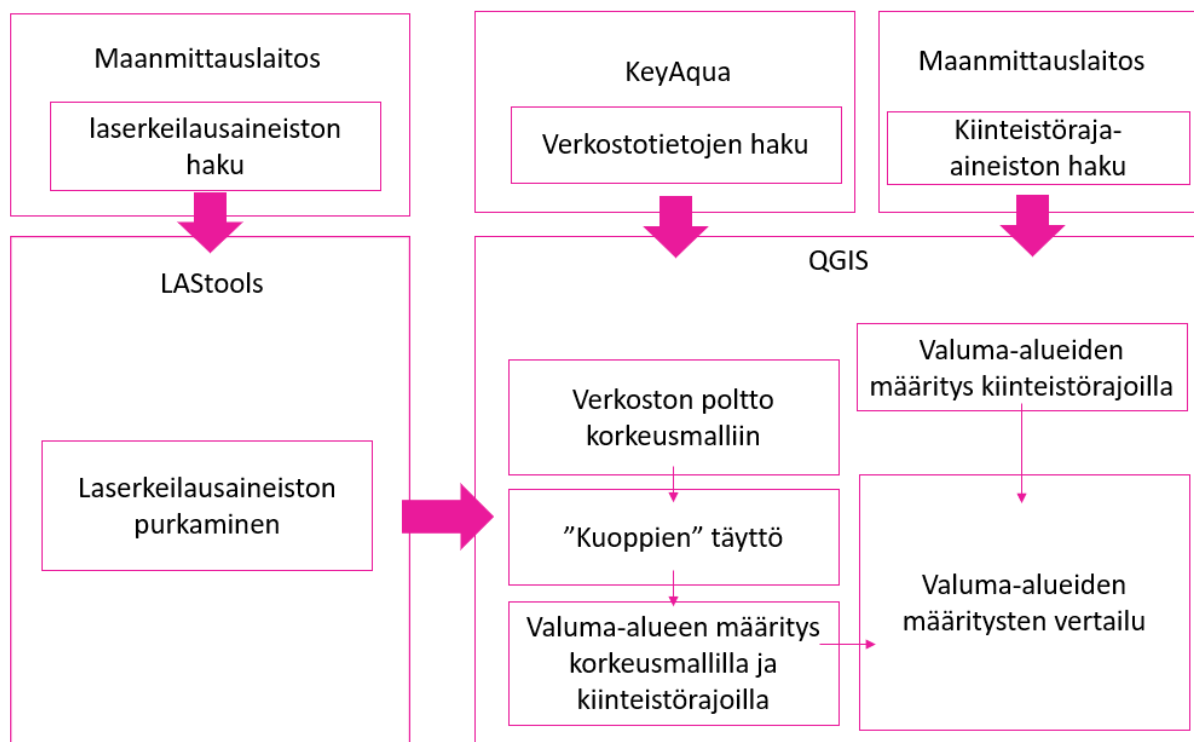 Maanmittauslaitos
laserkeilausaineiston
haku
KeyAqua
Verkostotietojen haku
Maanmittauslaitos
Kiinteistöraja-
aineiston haku
LAStools
Laserkeilausaineiston
purkaminen
QGIS
Verkoston poltto
korkeusmalliin
”Kuoppien” täyttö
Valuma-alueen määritys
korkeusmallilla ja
kiinteistörajoilla
Valuma-alueiden
määritys kiinteistörajoilla
Valuma-alueiden
määritysten vertailu